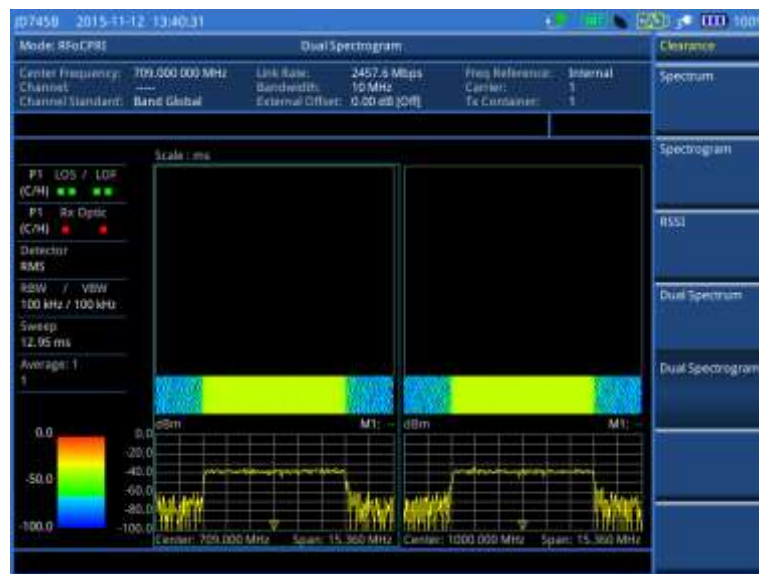 JD745B 2015-11-12 13:40:31
100%
Mode: RFoCPRI Dual Spectrogram Clearance
Center Frequency: 709.000 000 MHz Link Rate: 2457.6 Mbps Freq Reference: Internal
Channel: ---- Bandwidth: 10 MHz Carrier: 1
Channel Standard: Band Global External Offset: 0.00 dB [Off] Tx Container: 1
Spectrum
Spectrogram
RSSI
Dual Spectrum
Dual Spectrogram
Scale : ms
P1 LOS / LOF
(C/H)
P1 Rx Optic
(C/H)
Detector
RMS
RBW / VBW
100 kHz / 100 kHz
Sweep
12.95 ms
Average: 1
1
0.0
-50.0
-100.0
dBm M1: --
dBm M1: --
0.0
-20.0
-40.0
-60.0
-80.0
-100.0
Center: 709.000 MHz Span: 15.360 MHz
Center: 1000.000 MHz Span: 15.360 MHz